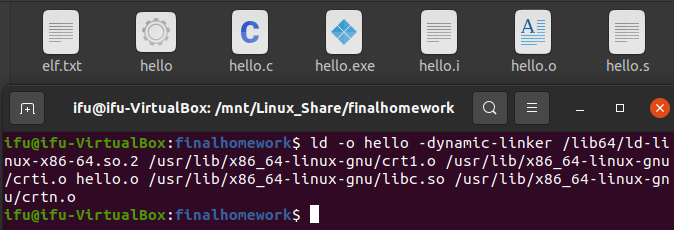 elf.txt hello hello.c hello.exe hello.i hello.o hello.s
ifu@ifu-VirtualBox: /mnt/Linux_Share/finalhomework
ifu@ifu-VirtualBox:finalhomework$ ld -o hello -dynamic-linker /lib64/ld-li
nux-x86-64.so.2 /usr/lib/x86_64-linux-gnu/crt1.o /usr/lib/x86_64-linux-gnu
/crti.o hello.o /usr/lib/x86_64-linux-gnu/libc.so /usr/lib/x86_64-linux-gn
u/crtn.o
ifu@ifu-VirtualBox:finalhomework$